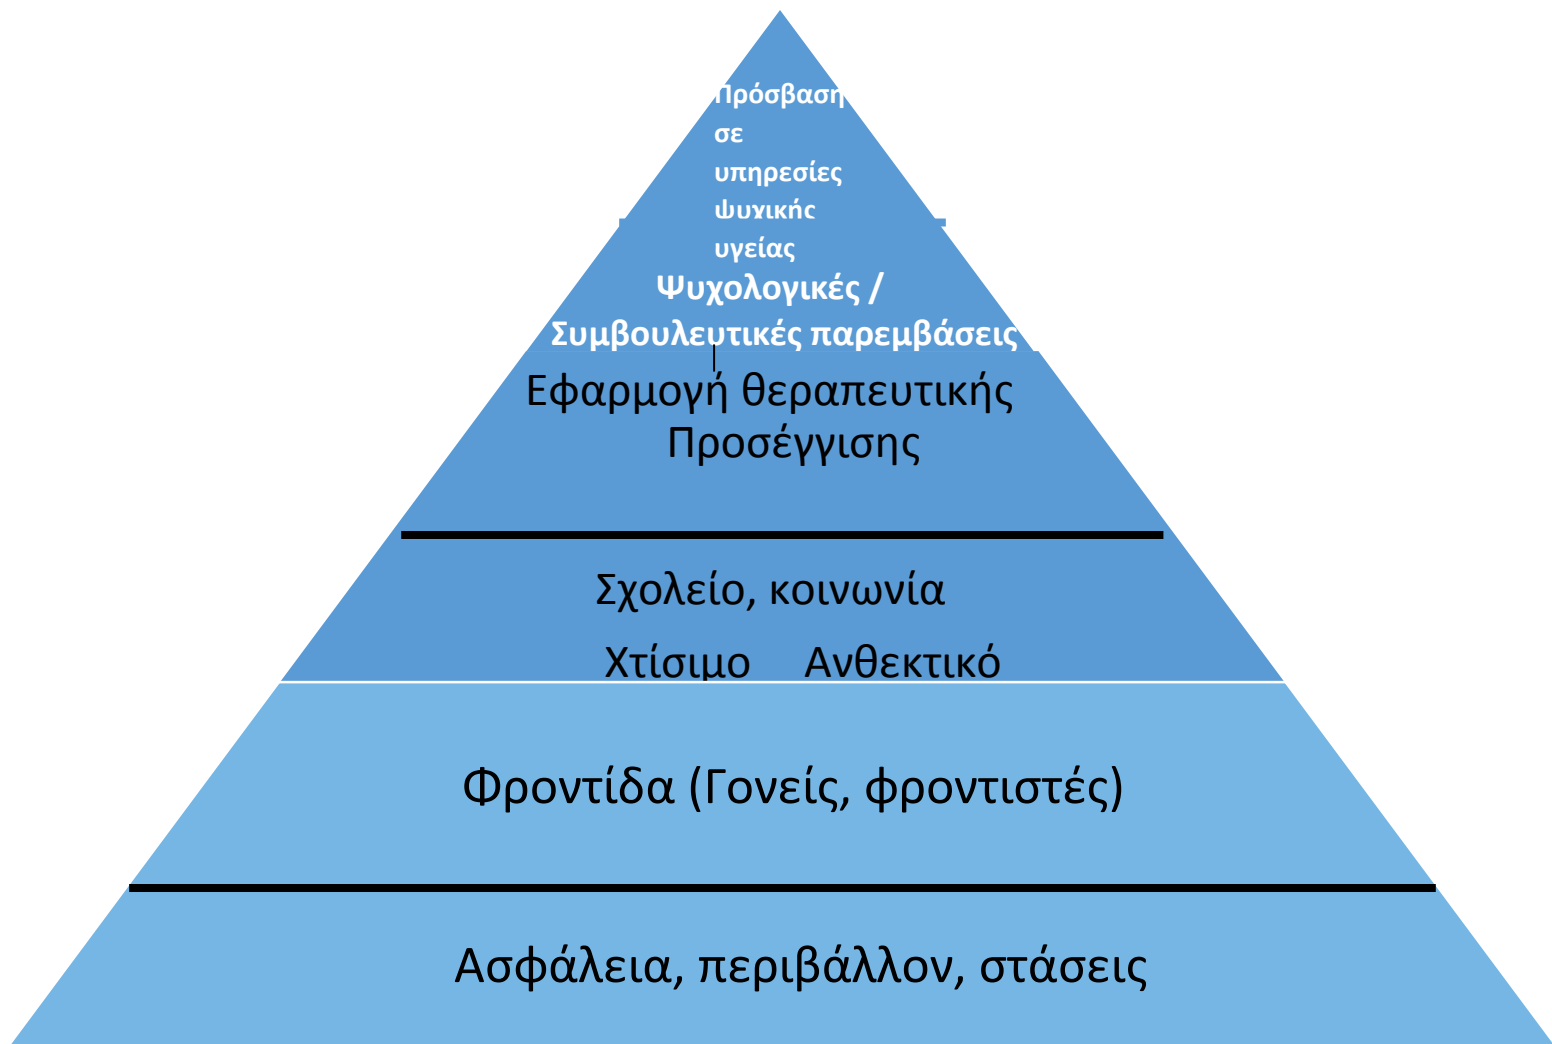 Πρόσβαση
σε
υπηρεσίες
ψυχικής
υγείας
Ψυχολογικές /
Συμβουλευτικές παρεμβάσεις
Εφαρμογή θεραπευτικής
Προσέγγισης
Σχολείο, κοινωνία
Χτίσιμο Ανθεκτικό
Φροντίδα (Γονείς, φροντιστές)
Ασφάλεια, περιβάλλον, στάσεις